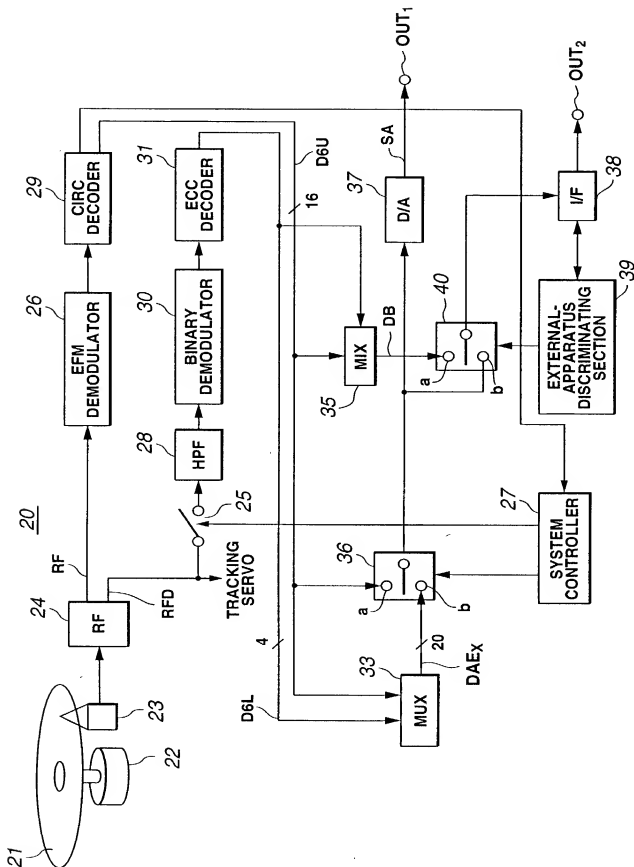 20
21
22
23
24
RF
RF
RFD
TRACKING
SERVO
25
26
EFM
DEMODULATOR
28
HPF
29
CIRC
DECODER
30
BINARY
DEMODULATOR
31
ECC
DECODER
D6U
16
D6L
4
33
MUX
20
DAEX
36
a
b
35
MIX
DB
40
a
b
37
D/A
SA
OUT1
38
I/F
OUT2
39
EXTERNAL-
APPARATUS
DISCRIMINATING
SECTION
27
SYSTEM
CONTROLLER